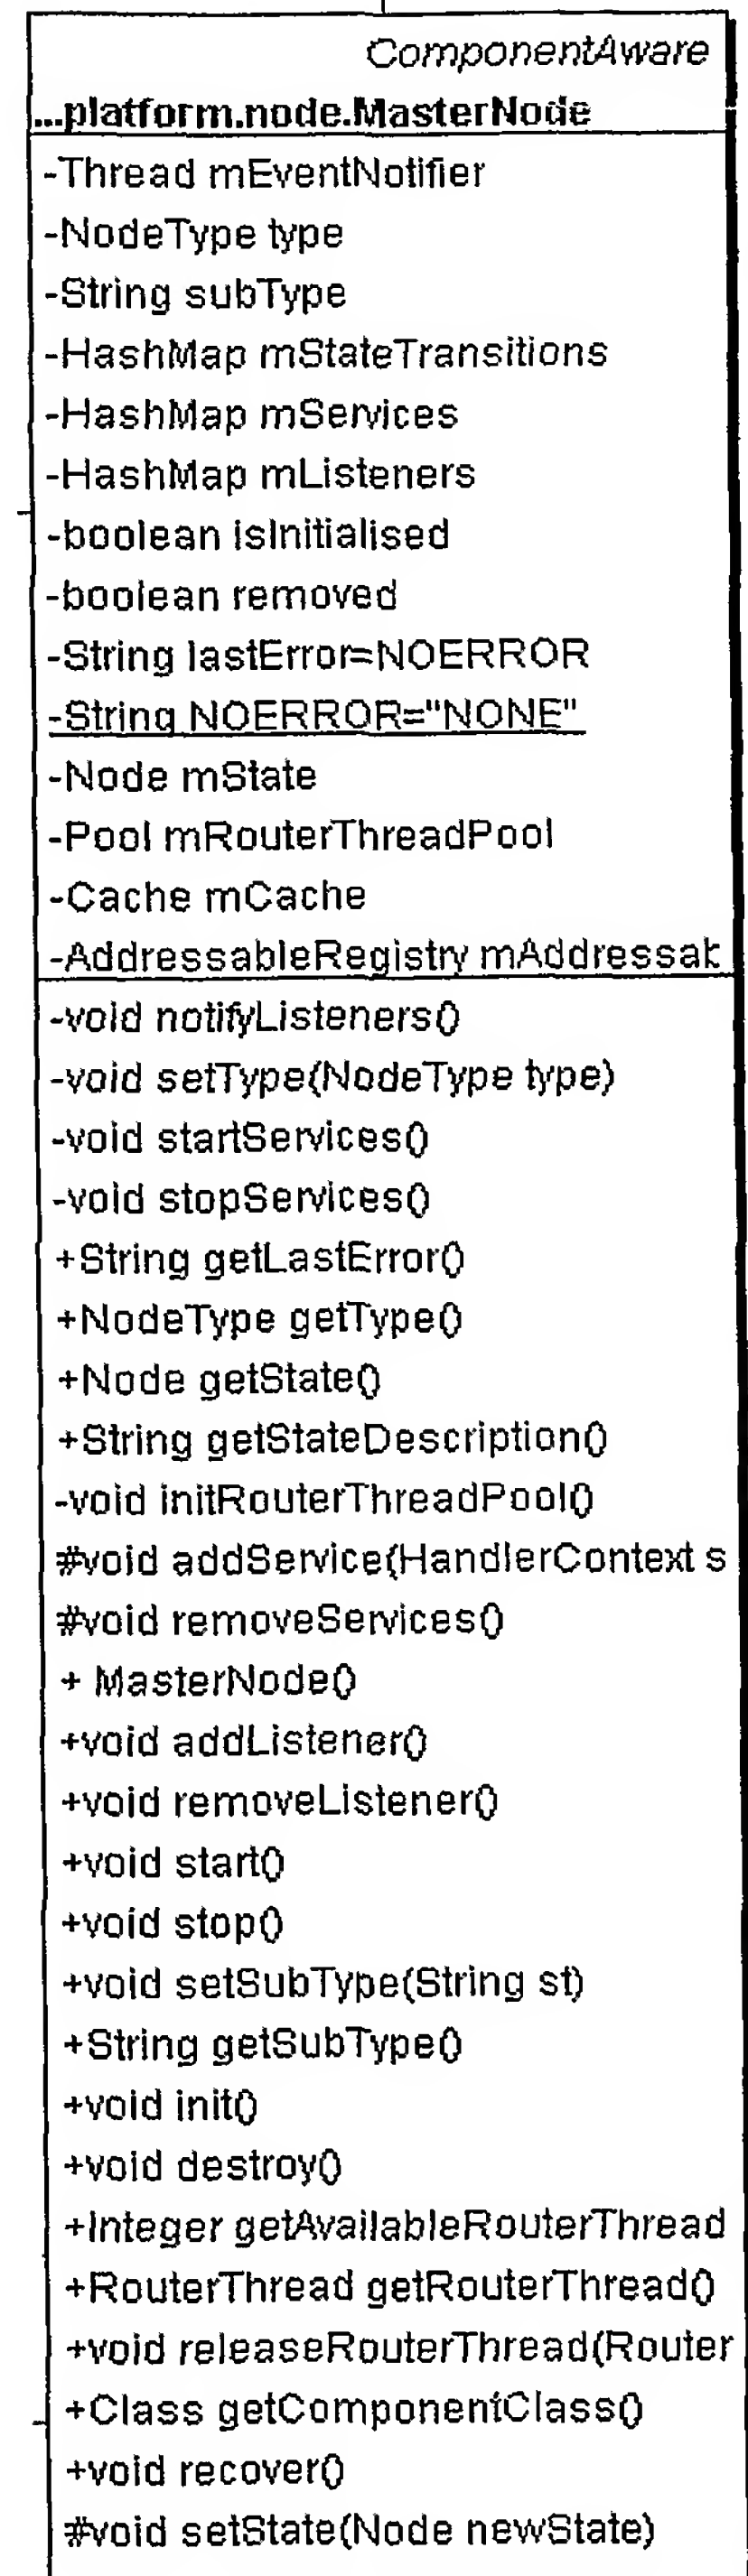 ComponentAware
...platform.node.MasterNode
-Thread mEventNotifier
-NodeType type
-String subType
-HashMap mStateTransitions
-HashMap mServices
-HashMap mListeners
-boolean isInitialised
-boolean removed
-String lastError=NOERROR
-String NOERROR="NONE"
-Node mState
-Pool mRouterThreadPool
-Cache mCache
-AddressableRegistry mAddressab
-void notifyListeners()
-void setType(NodeType type)
-void startServices()
-void stopServices()
+String getLastError()
+NodeType getType()
+Node getState()
+String getStateDescription()
-void initRouterThreadPool()
#void addService(HandlerContext s
#void removeServices()
+ MasterNode()
+void addListener()
+void removeListener()
+void start()
+void stop()
+void setSubType(String st)
+String getSubType()
+void init()
+void destroy()
+Integer getAvailableRouterThread
+RouterThread getRouterThread()
+void releaseRouterThread(Router
+Class getComponentClass()
+void recover()
#void setState(Node newState)